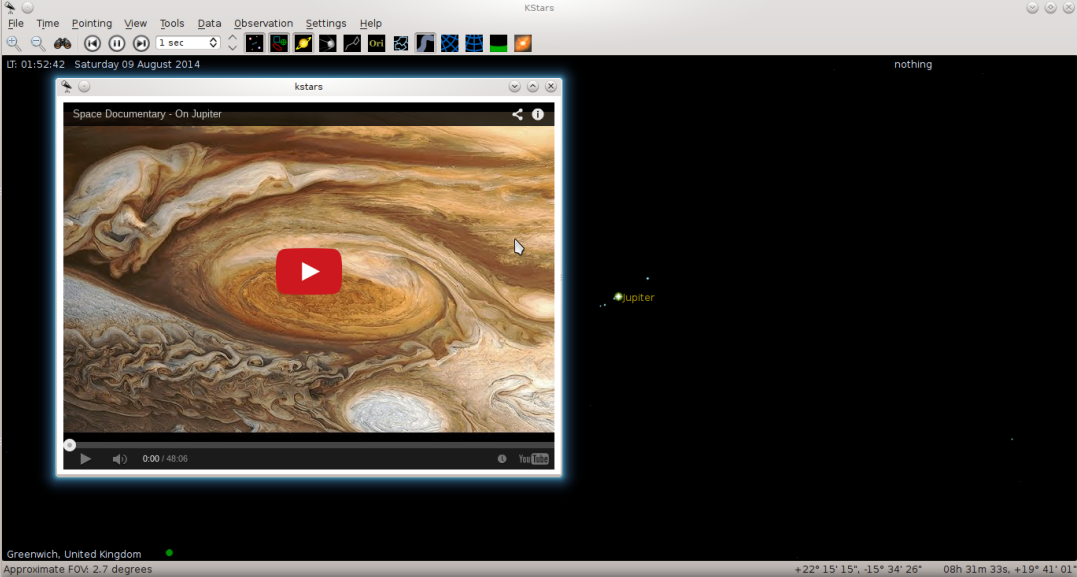 KStars
File Time Pointing View Tools Data Observation Settings Help
1 sec
Ori
LT: 01:52:42 Saturday 09 August 2014
nothing
kstars
Space Documentary - On Jupiter
Jupiter
0:00 / 48:06
YouTube
Greenwich, United Kingdom
Approximate FOV: 2.7 degrees
+22° 15' 15", -15° 34' 26" 08h 31m 33s, +19° 41' 01"